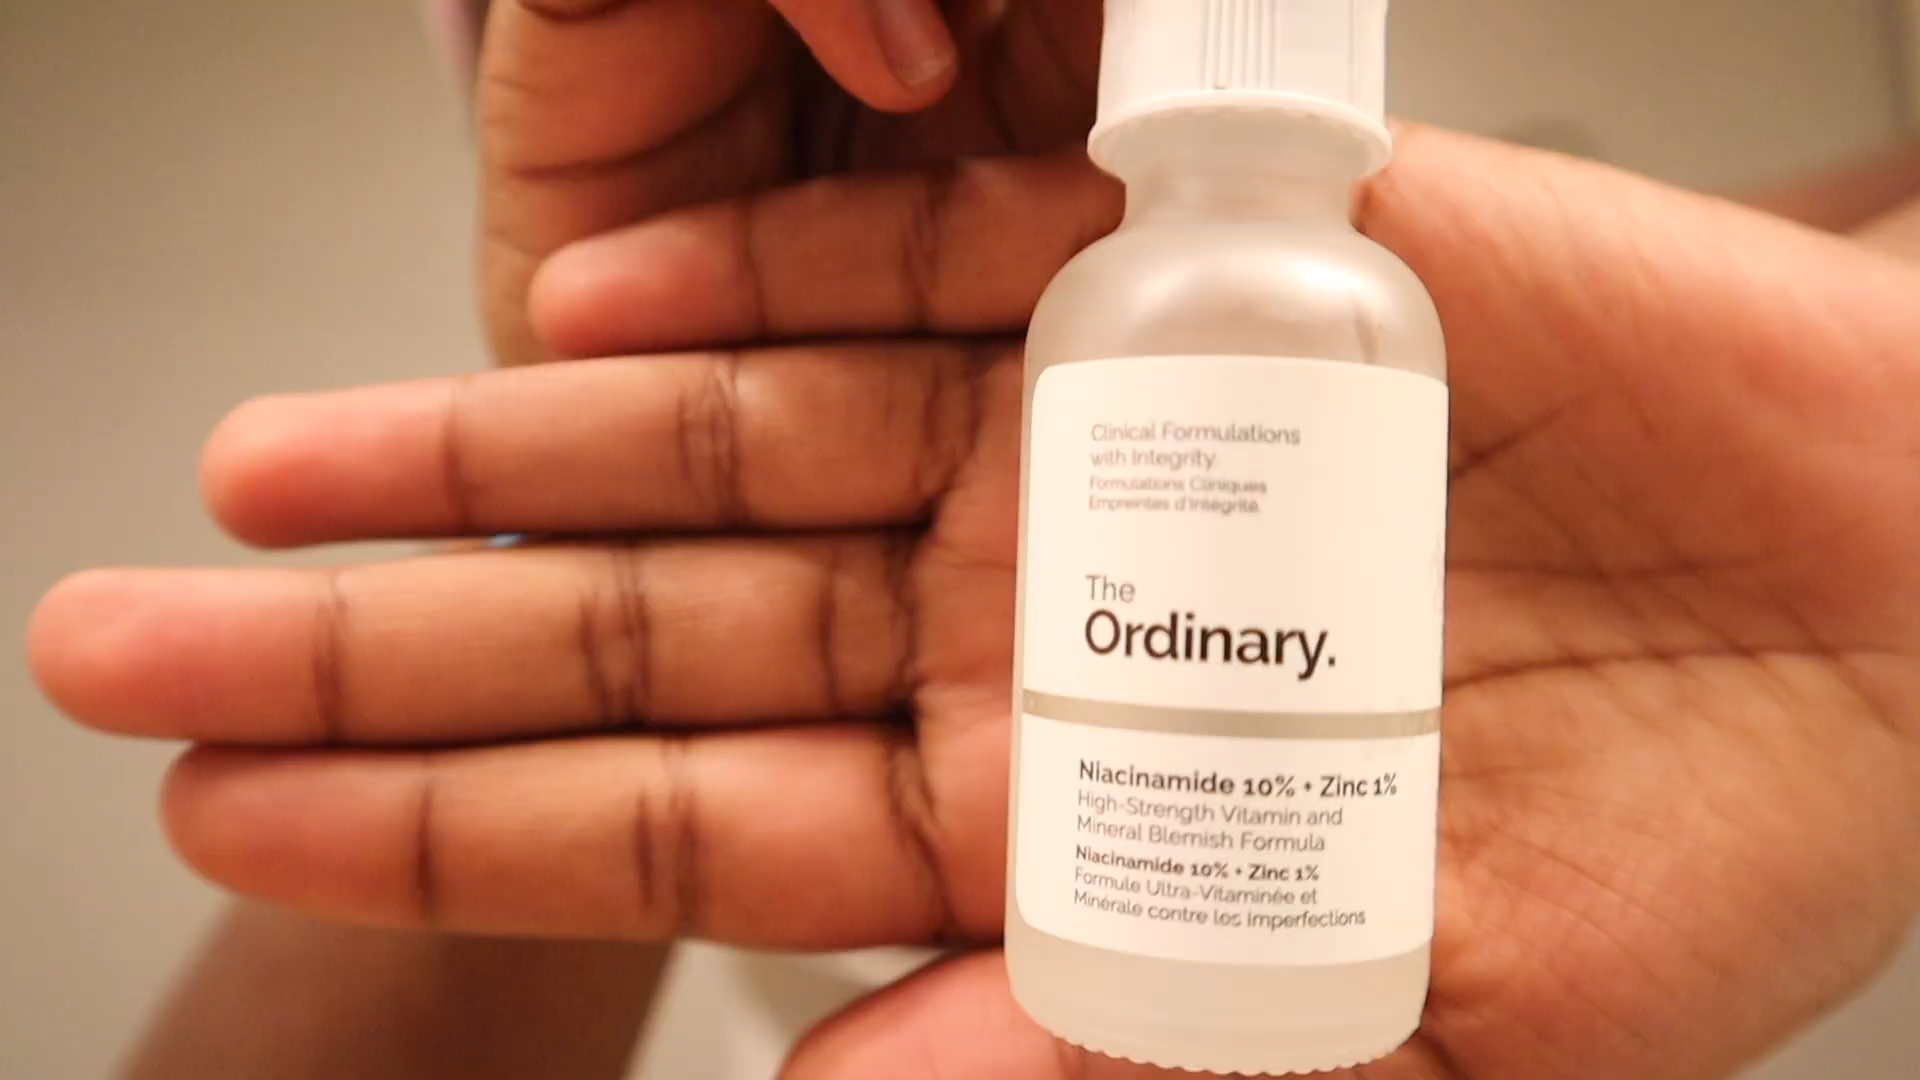 Clinical Formulations
with Integrity.
Formulations Cliniques
Empreintes d'Intégrité.
The
Ordinary.
Niacinamide 10% + Zinc 1%
High-Strength Vitamin and
Mineral Blemish Formula
Niacinamide 10% + Zinc 1%
Formule Ultra-Vitaminée et
Minérale contre les Imperfections